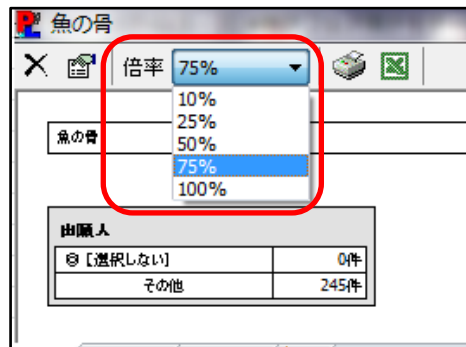 魚の骨
倍率 75%
10%
25%
50%
75%
100%
魚の骨
出願人
◎ [選択しない] 0件
その他 245件